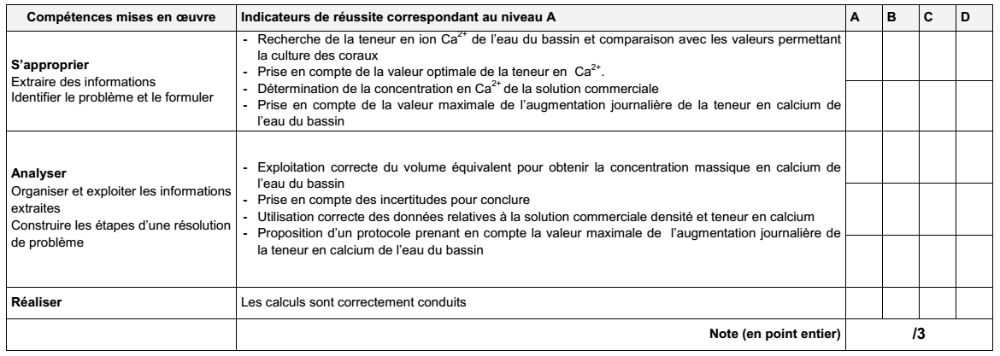 Compétences mises en œuvre Indicateurs de réussite correspondant au niveau A A B C D
S'approprier
Extraire des informations
Identifier le problème et le formuler
- Recherche de la teneur en ion Ca²⁺ de l'eau du bassin et comparaison avec les valeurs permettant
la culture des coraux
- Prise en compte de la valeur optimale de la teneur en Ca²⁺.
- Détermination de la concentration en Ca²⁺ de la solution commerciale
- Prise en compte de la valeur maximale de l'augmentation journalière de la teneur en calcium de
l'eau du bassin
Analyser
Organiser et exploiter les informations
extraites
Construire les étapes d'une résolution
de problème
- Exploitation correcte du volume équivalent pour obtenir la concentration massique en calcium de
l'eau du bassin
- Prise en compte des incertitudes pour conclure
- Utilisation correcte des données relatives à la solution commerciale densité et teneur en calcium
- Proposition d'un protocole prenant en compte la valeur maximale de l'augmentation journalière de
la teneur en calcium de l'eau du bassin
Réaliser Les calculs sont correctement conduits
Note (en point entier) /3